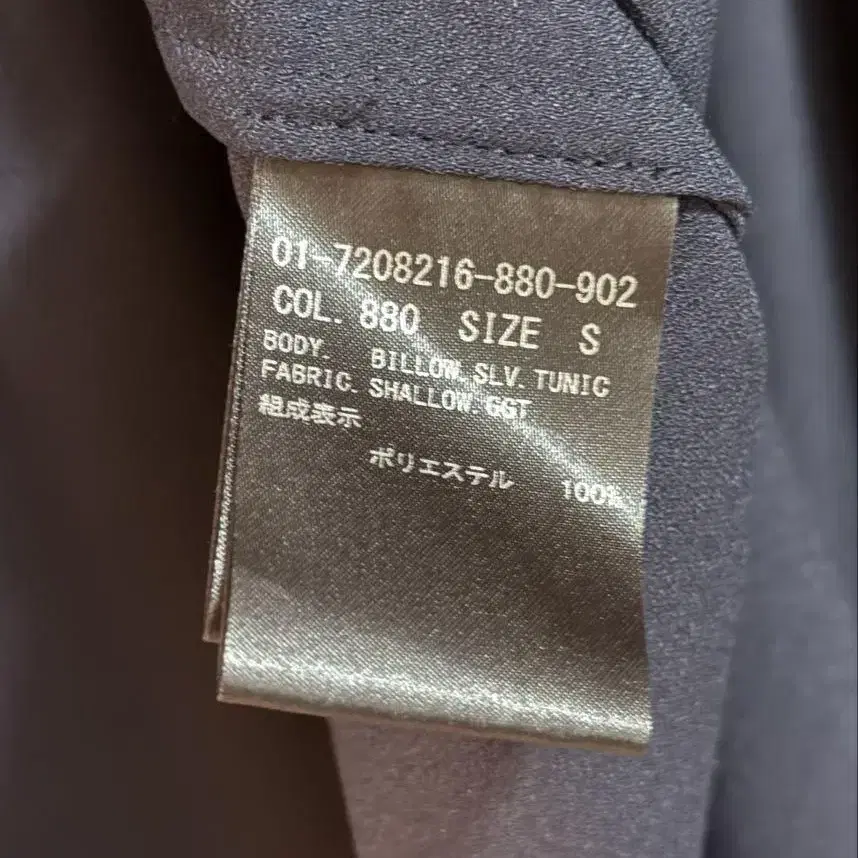 01-7208216-880-902
COL. 880 SIZE S
BODY. BILLOW.SLV.TUNIC
FABRIC. SHALLOW.GGT
組成表示
ポリエステル 100%